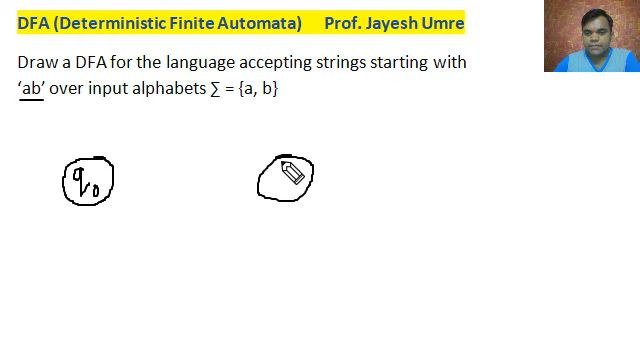 DFA (Deterministic Finite Automata) Prof. Jayesh Umre
Draw a DFA for the language accepting strings starting with
‘ab’ over input alphabets ∑ = {a, b}
q0